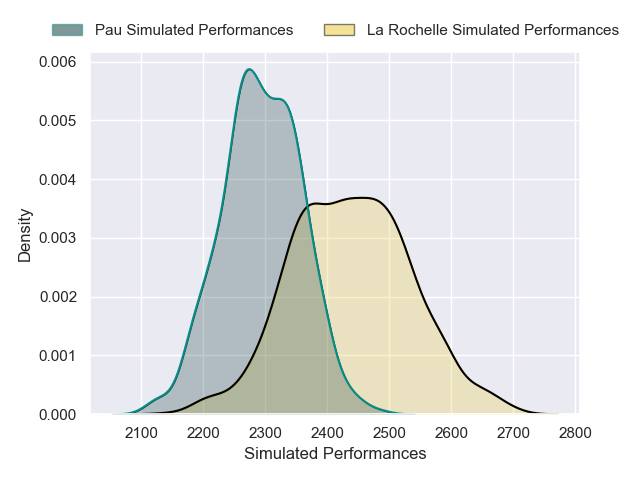 Pau Simulated Performances La Rochelle Simulated Performances
0.006
0.005
0.004
0.003
0.002
0.001
0.000
Density
2100 2200 2300 2400 2500 2600 2700 2800
Simulated Performances